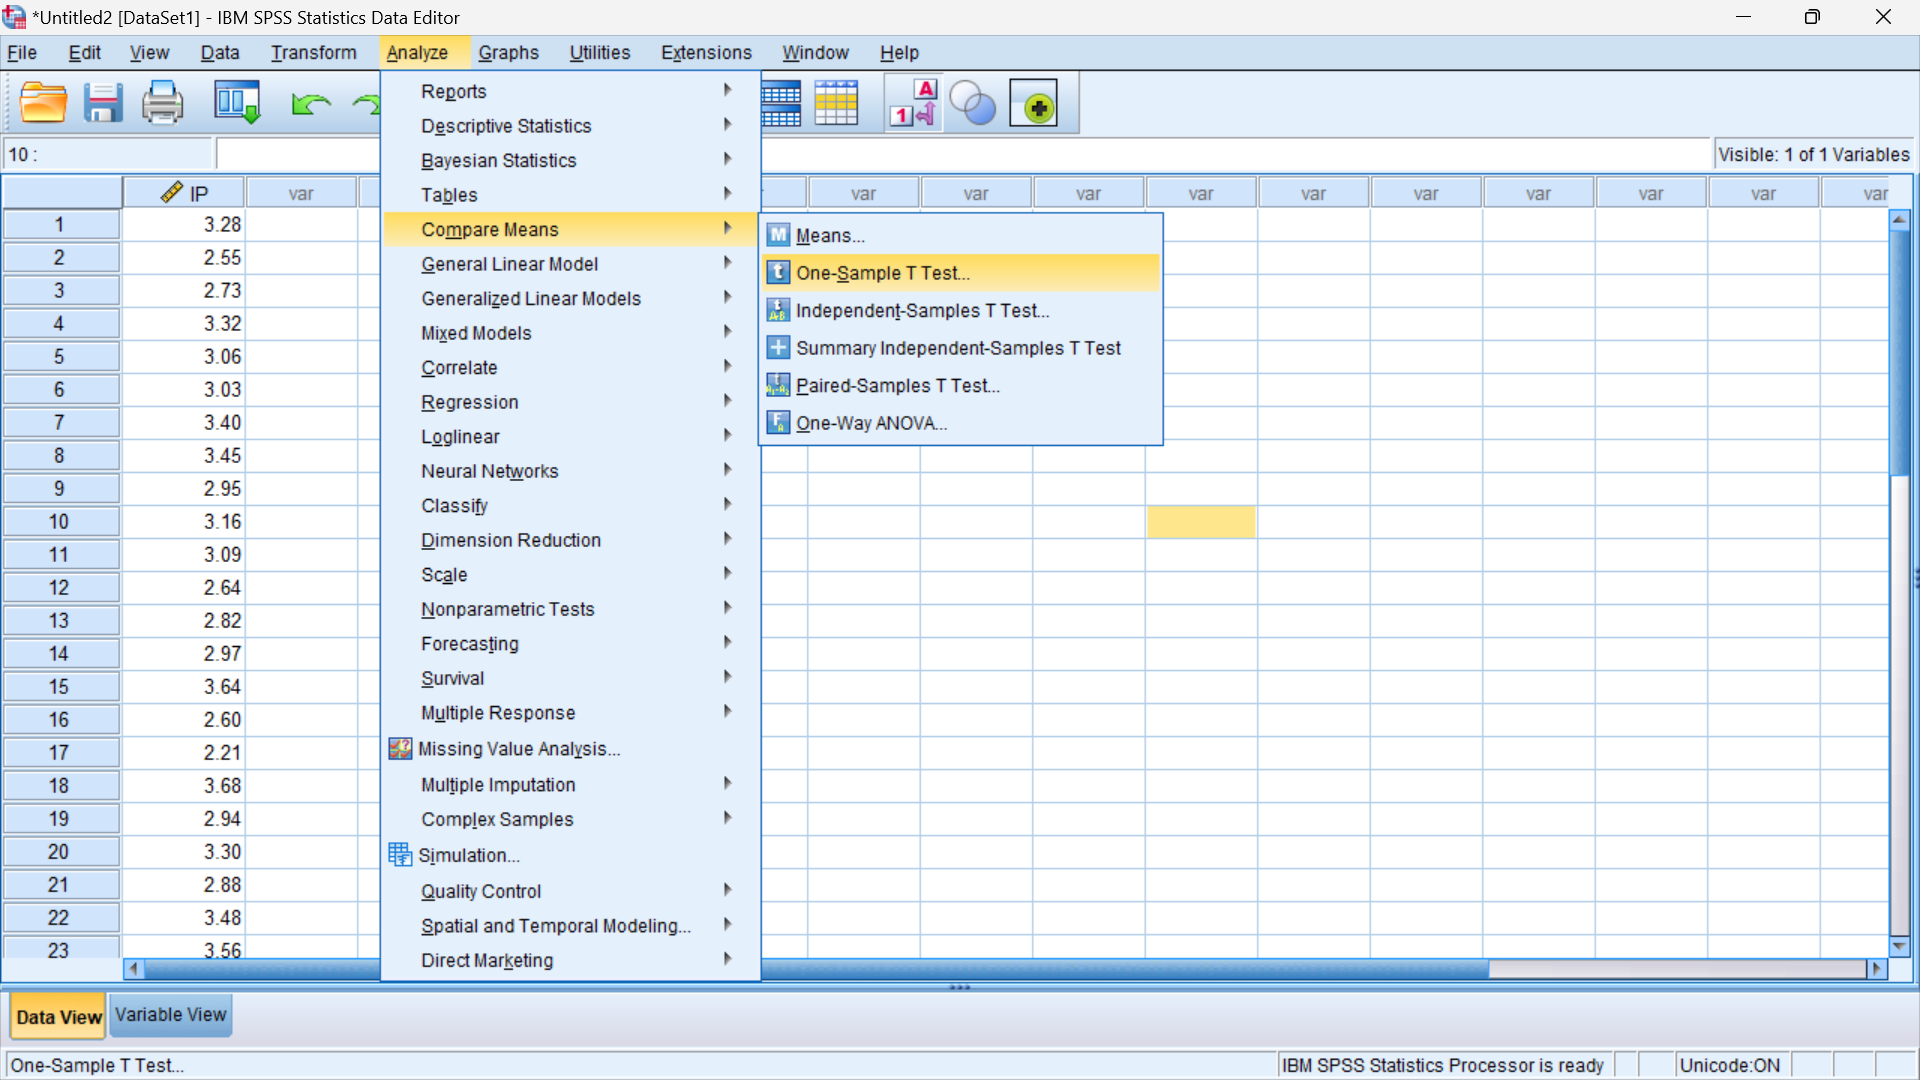 *Untitled2 [DataSet1] - IBM SPSS Statistics Data Editor
File Edit View Data Transform Analyze Graphs Utilities Extensions Window Help
10 :
Visible: 1 of 1 Variables
IP var var var var var var var var var var var
1 3.28
2 2.55
3 2.73
4 3.32
5 3.06
6 3.03
7 3.40
8 3.45
9 2.95
10 3.16
11 3.09
12 2.64
13 2.82
14 2.97
15 3.64
16 2.60
17 2.21
18 3.68
19 2.94
20 3.30
21 2.88
22 3.48
23 3.56
Reports
Descriptive Statistics
Bayesian Statistics
Tables
Compare Means
General Linear Model
Generalized Linear Models
Mixed Models
Correlate
Regression
Loglinear
Neural Networks
Classify
Dimension Reduction
Scale
Nonparametric Tests
Forecasting
Survival
Multiple Response
Missing Value Analysis...
Multiple Imputation
Complex Samples
Simulation...
Quality Control
Spatial and Temporal Modeling...
Direct Marketing
M Means...
t One-Sample T Test...
Independent-Samples T Test...
Summary Independent-Samples T Test
Paired-Samples T Test...
One-Way ANOVA...
Data View Variable View
One-Sample T Test...
IBM SPSS Statistics Processor is ready
Unicode:ON